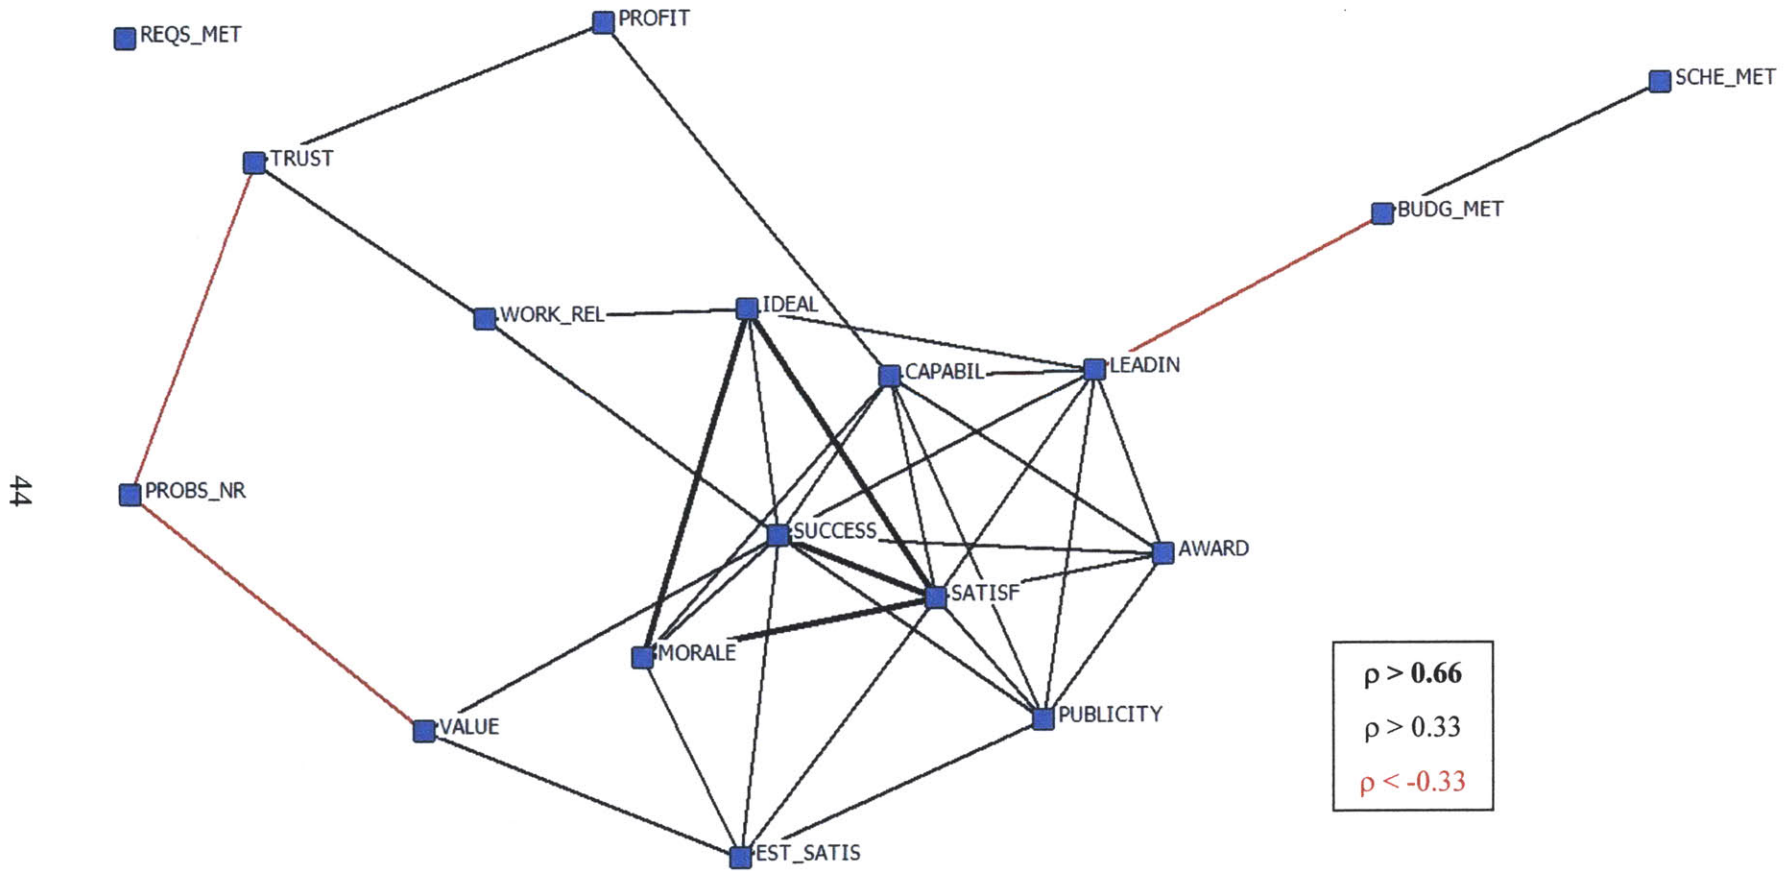 PROFIT
REQS_MET
SCHE_MET
TRUST
BUDG_MET
IDEAL
WORK_REL
LEADIN
CAPABIL
44
PROBS_NR
SUCCESS
AWARD
SATISF
MORALE
ρ > 0.66
PUBLICITY
VALUE
ρ > 0.33
ρ < -0.33
EST_SATIS